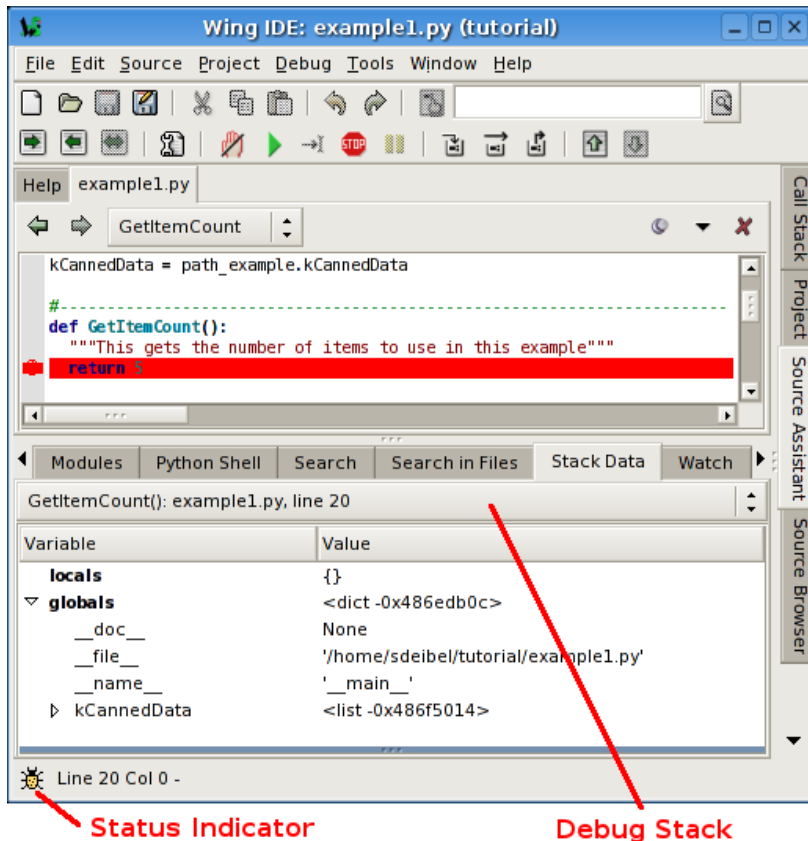 Wing IDE: example1.py (tutorial)
File Edit Source Project Debug Tools Window Help
STOP
Help example1.py
GetItemCount
kCannedData = path_example.kCannedData
#-----------------------------------------------------------------------
def GetItemCount():
"""This gets the number of items to use in this example"""
return 5
Modules Python Shell Search Search in Files Stack Data Watch
GetItemCount(): example1.py, line 20
Variable Value
locals {}
globals <dict -0x486edb0c>
__doc__ None
__file__ '/home/sdeibel/tutorial/example1.py'
__name__ '__main__'
kCannedData <list -0x486f5014>
Line 20 Col 0 -
Call Stack
Project
Source Assistant
Source Browser
Status Indicator
Debug Stack